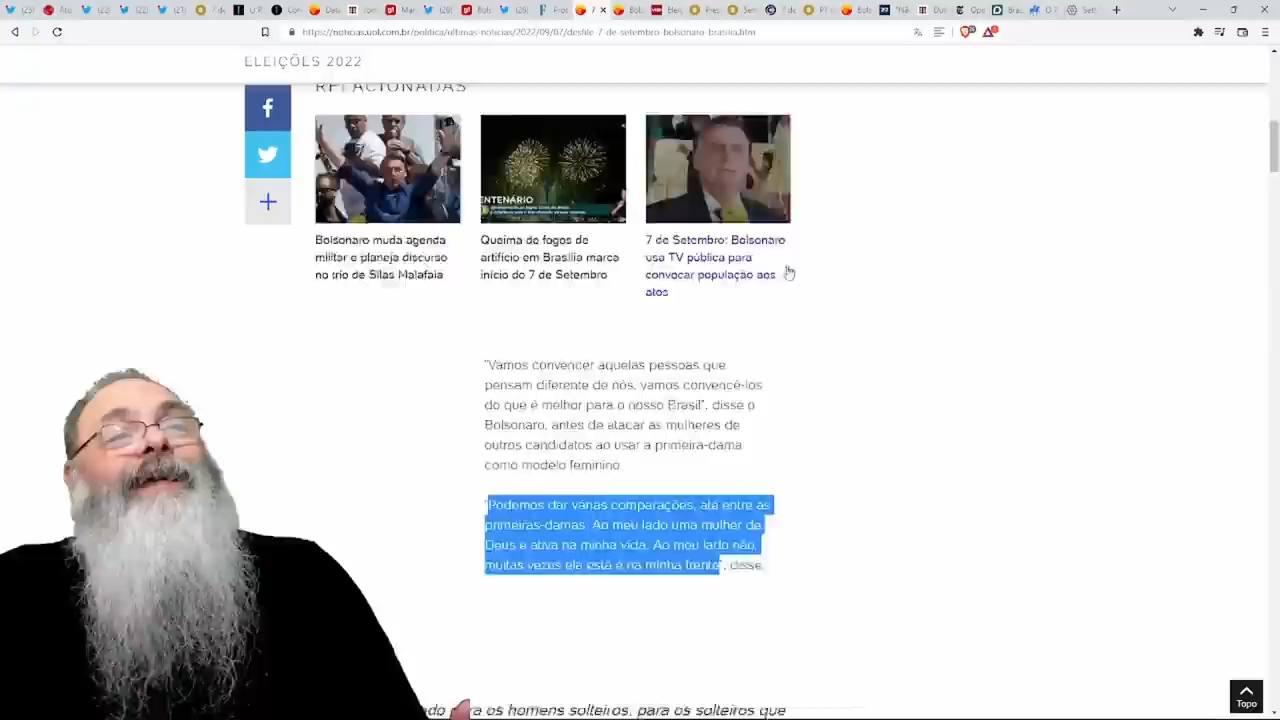 https://noticias.uol.com.br/politica/ultimas-noticias/2022/09/07/desfile-7-de-setembro-bolsonaro-brasilia.htm
ELEIÇÕES 2022
RELACIONADAS
ENTENÁRIO
Bolsonaro muda agenda
militar e planeja discurso
no trio de Silas Malafaia
Queima de fogos de
artifício em Brasília marca
início do 7 de Setembro
7 de Setembro: Bolsonaro
usa TV pública para
convocar população aos
atos
"Vamos convencer aquelas pessoas que
pensam diferente de nós, vamos convencê-los
do que é melhor para o nosso Brasil", disse o
Bolsonaro, antes de atacar as mulheres de
outros candidatos ao usar a primeira-dama
como modelo feminino.
"Podemos dar várias comparações, até entre as
primeiras-damas. Ao meu lado uma mulher de
Deus e ativa na minha vida. Ao meu lado não,
muitas vezes ela está é na minha frente", disse.
para os homens solteiros, para os solteiros que
Topo